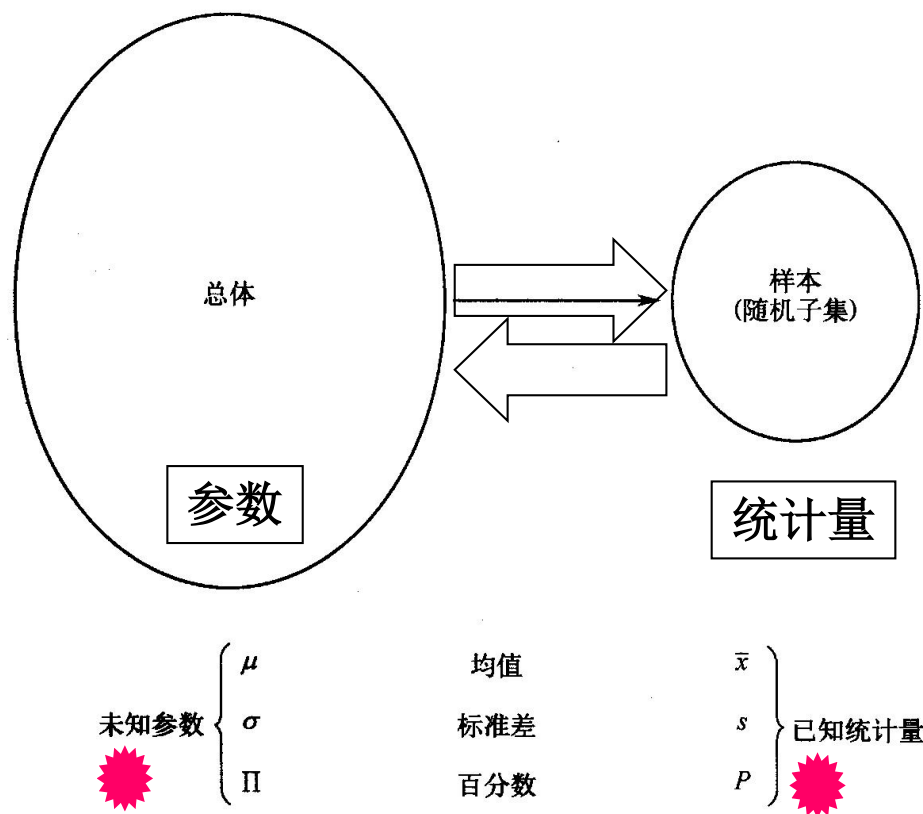 总体
样本
(随机子集)
参数
统计量
μ 均值 x̄
未知参数 { σ 标准差 s } 已知统计量
Π 百分数 P